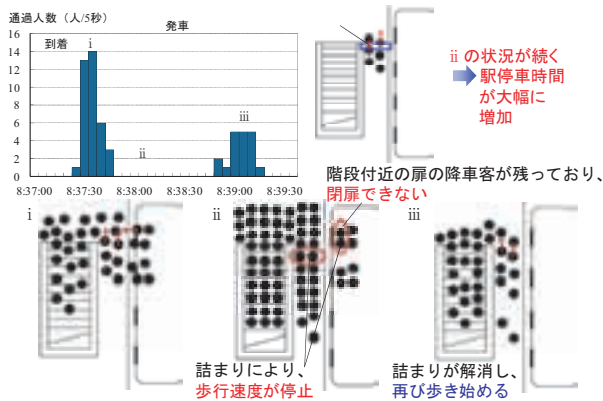 通過人数（人/5秒）
16
14
12
10
8
6
4
2
0
到着
発車
i
ii
iii
8:37:00
8:37:30
8:38:00
8:38:30
8:39:00
8:39:30
ii の状況が続く
駅停車時間
が大幅に
増加
階段付近の扉の降車客が残っており、
閉扉できない
i
ii
iii
詰まりにより、
歩行速度が停止
詰まりが解消し、
再び歩き始める